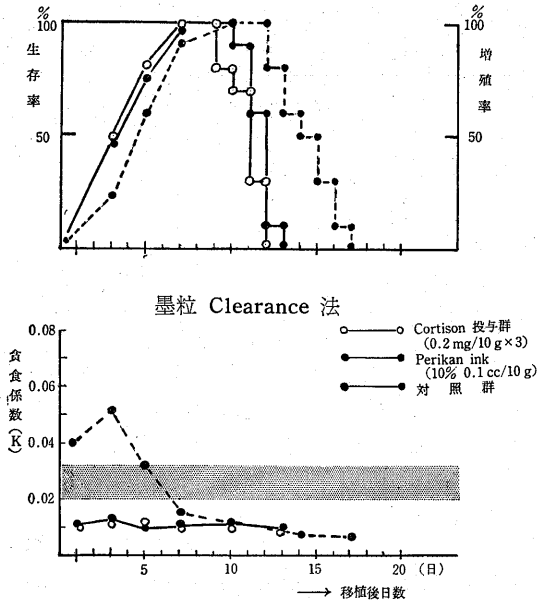 %
100
生存率
50
%
100
増殖率
50
墨粒 Clearance 法
Cortison 投与群
(0.2 mg/10 g×3)
Perikan ink
(10% 0.1 cc/10 g)
対照群
貪食係数(K)
0.08
0.06
0.04
0.02
5
10
15
20
(日)
→ 移植後日数